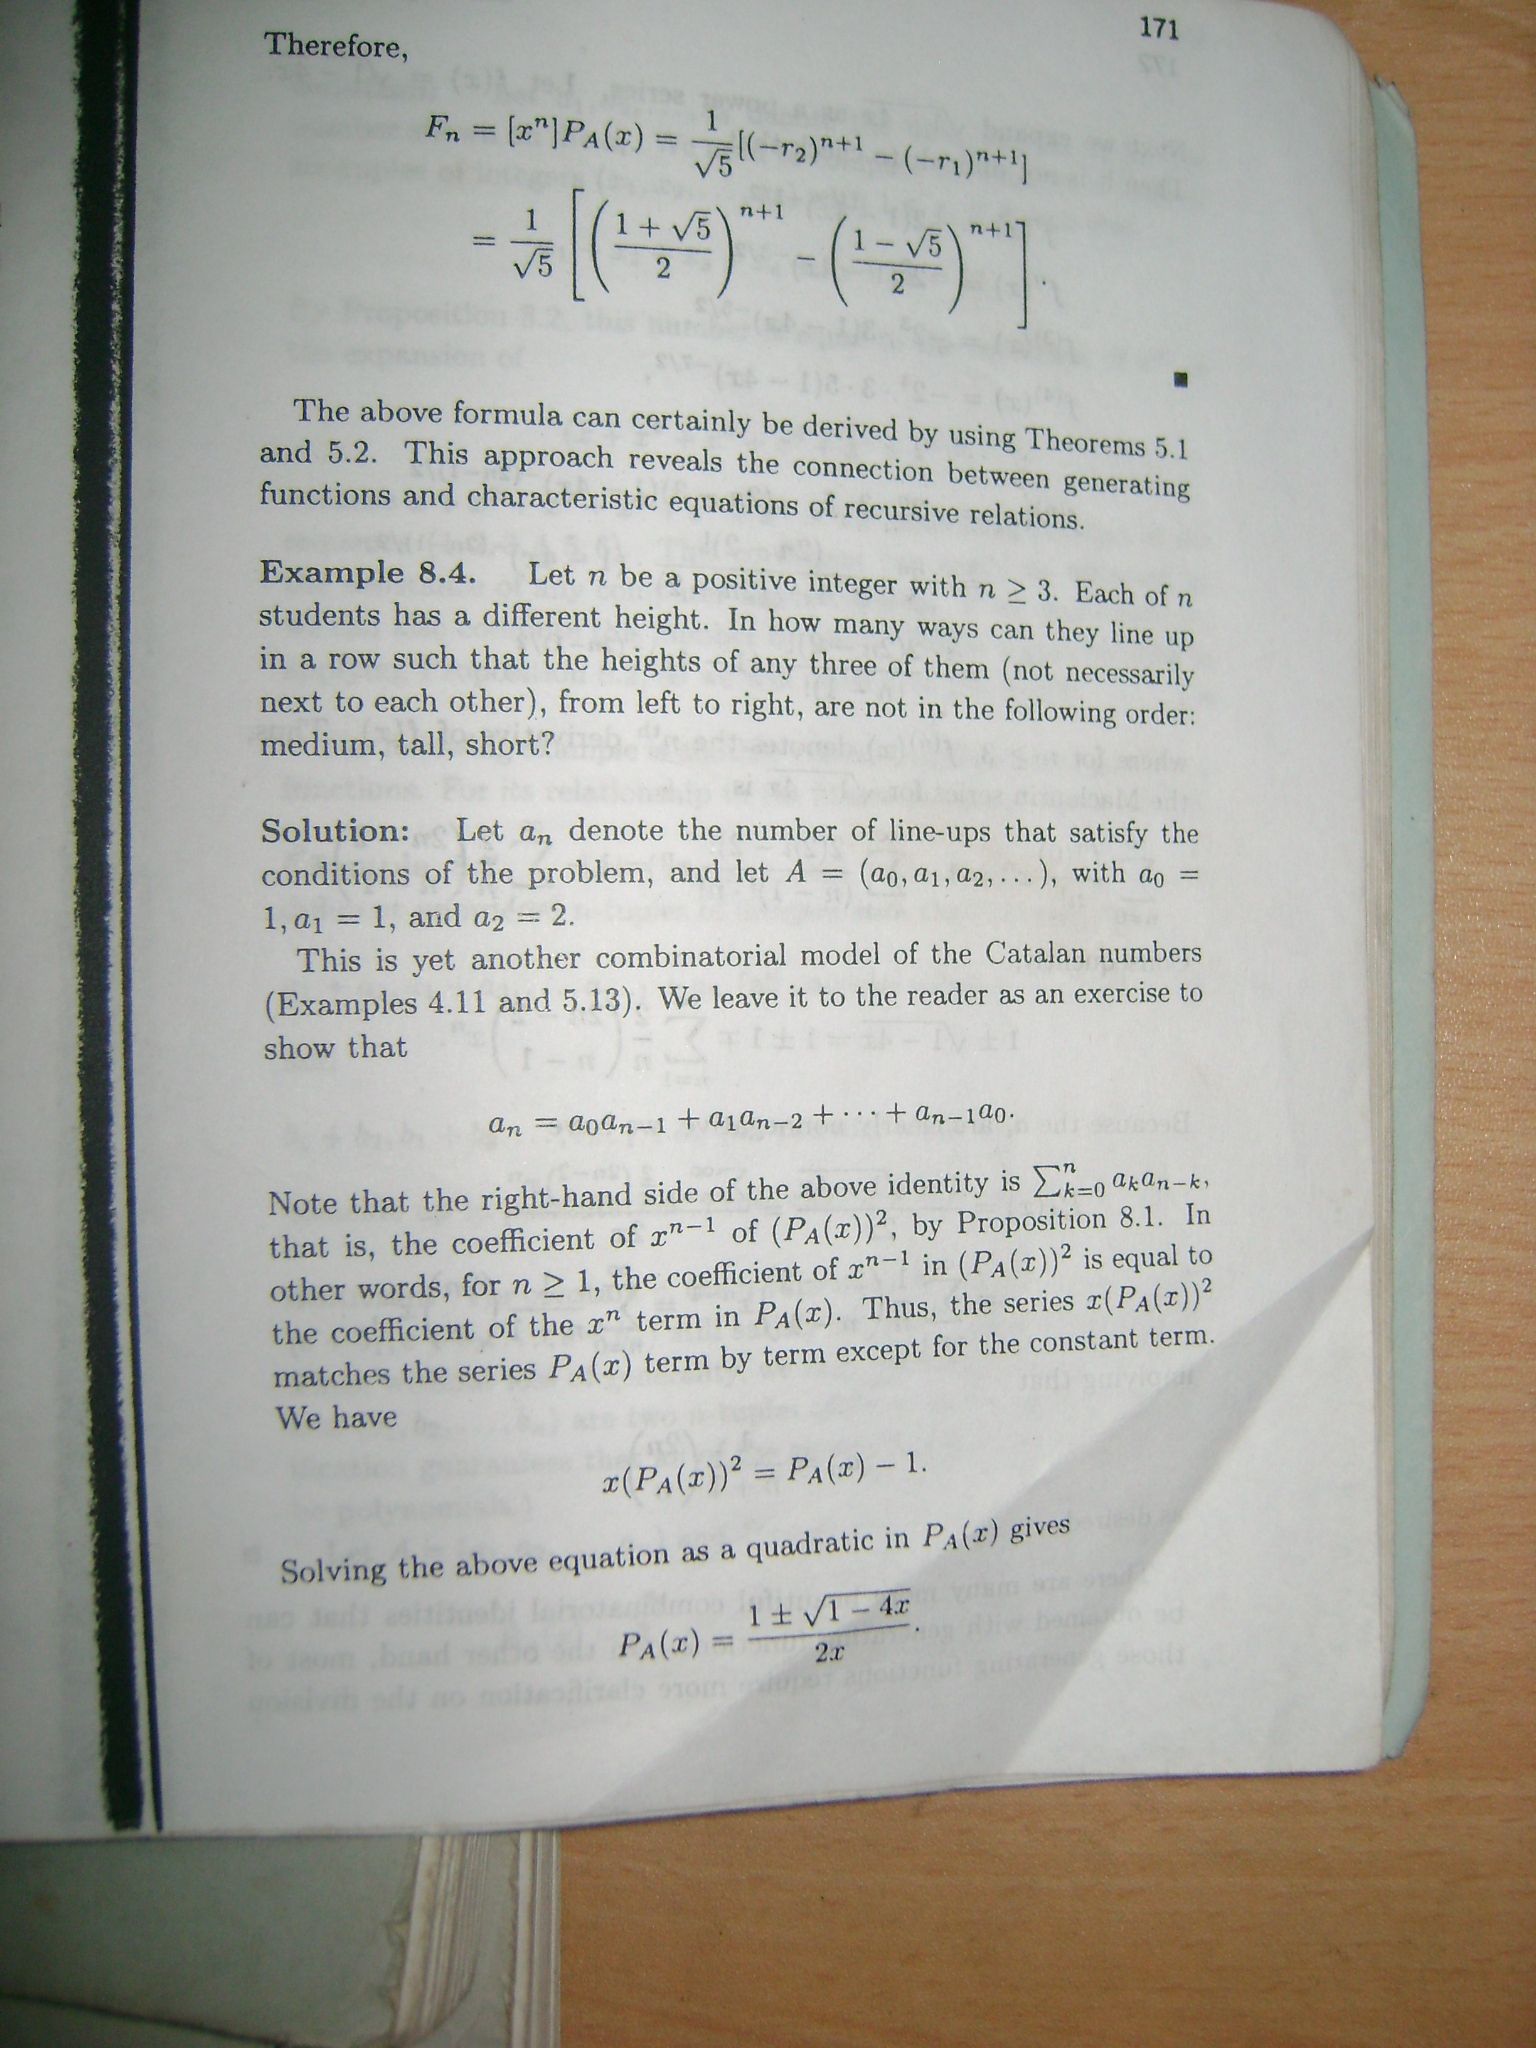 171
Therefore,
F_n = [x^n]P_A(x) = \frac{1}{\sqrt{5}}[(-r_2)^{n+1} - (-r_1)^{n+1}]
= \frac{1}{\sqrt{5}} \left[ \left( \frac{1+\sqrt{5}}{2} \right)^{n+1} - \left( \frac{1-\sqrt{5}}{2} \right)^{n+1} \right].
■
The above formula can certainly be derived by using Theorems 5.1
and 5.2. This approach reveals the connection between generating
functions and characteristic equations of recursive relations.
Example 8.4. Let n be a positive integer with n ≥ 3. Each of n
students has a different height. In how many ways can they line up
in a row such that the heights of any three of them (not necessarily
next to each other), from left to right, are not in the following order:
medium, tall, short?
Solution: Let a_n denote the number of line-ups that satisfy the
conditions of the problem, and let A = (a_0, a_1, a_2, ...), with a_0 =
1, a_1 = 1, and a_2 = 2.
This is yet another combinatorial model of the Catalan numbers
(Examples 4.11 and 5.13). We leave it to the reader as an exercise to
show that
a_n = a_0a_{n-1} + a_1a_{n-2} + ··· + a_{n-1}a_0.
Note that the right-hand side of the above identity is \sum_{k=0}^{n} a_ka_{n-k},
that is, the coefficient of x^{n-1} of (P_A(x))^2, by Proposition 8.1. In
other words, for n ≥ 1, the coefficient of x^{n-1} in (P_A(x))^2 is equal to
the coefficient of the x^n term in P_A(x). Thus, the series x(P_A(x))^2
matches the series P_A(x) term by term except for the constant term.
We have
x(P_A(x))^2 = P_A(x) - 1.
Solving the above equation as a quadratic in P_A(x) gives
P_A(x) = \frac{1 ± \sqrt{1-4x}}{2x}.